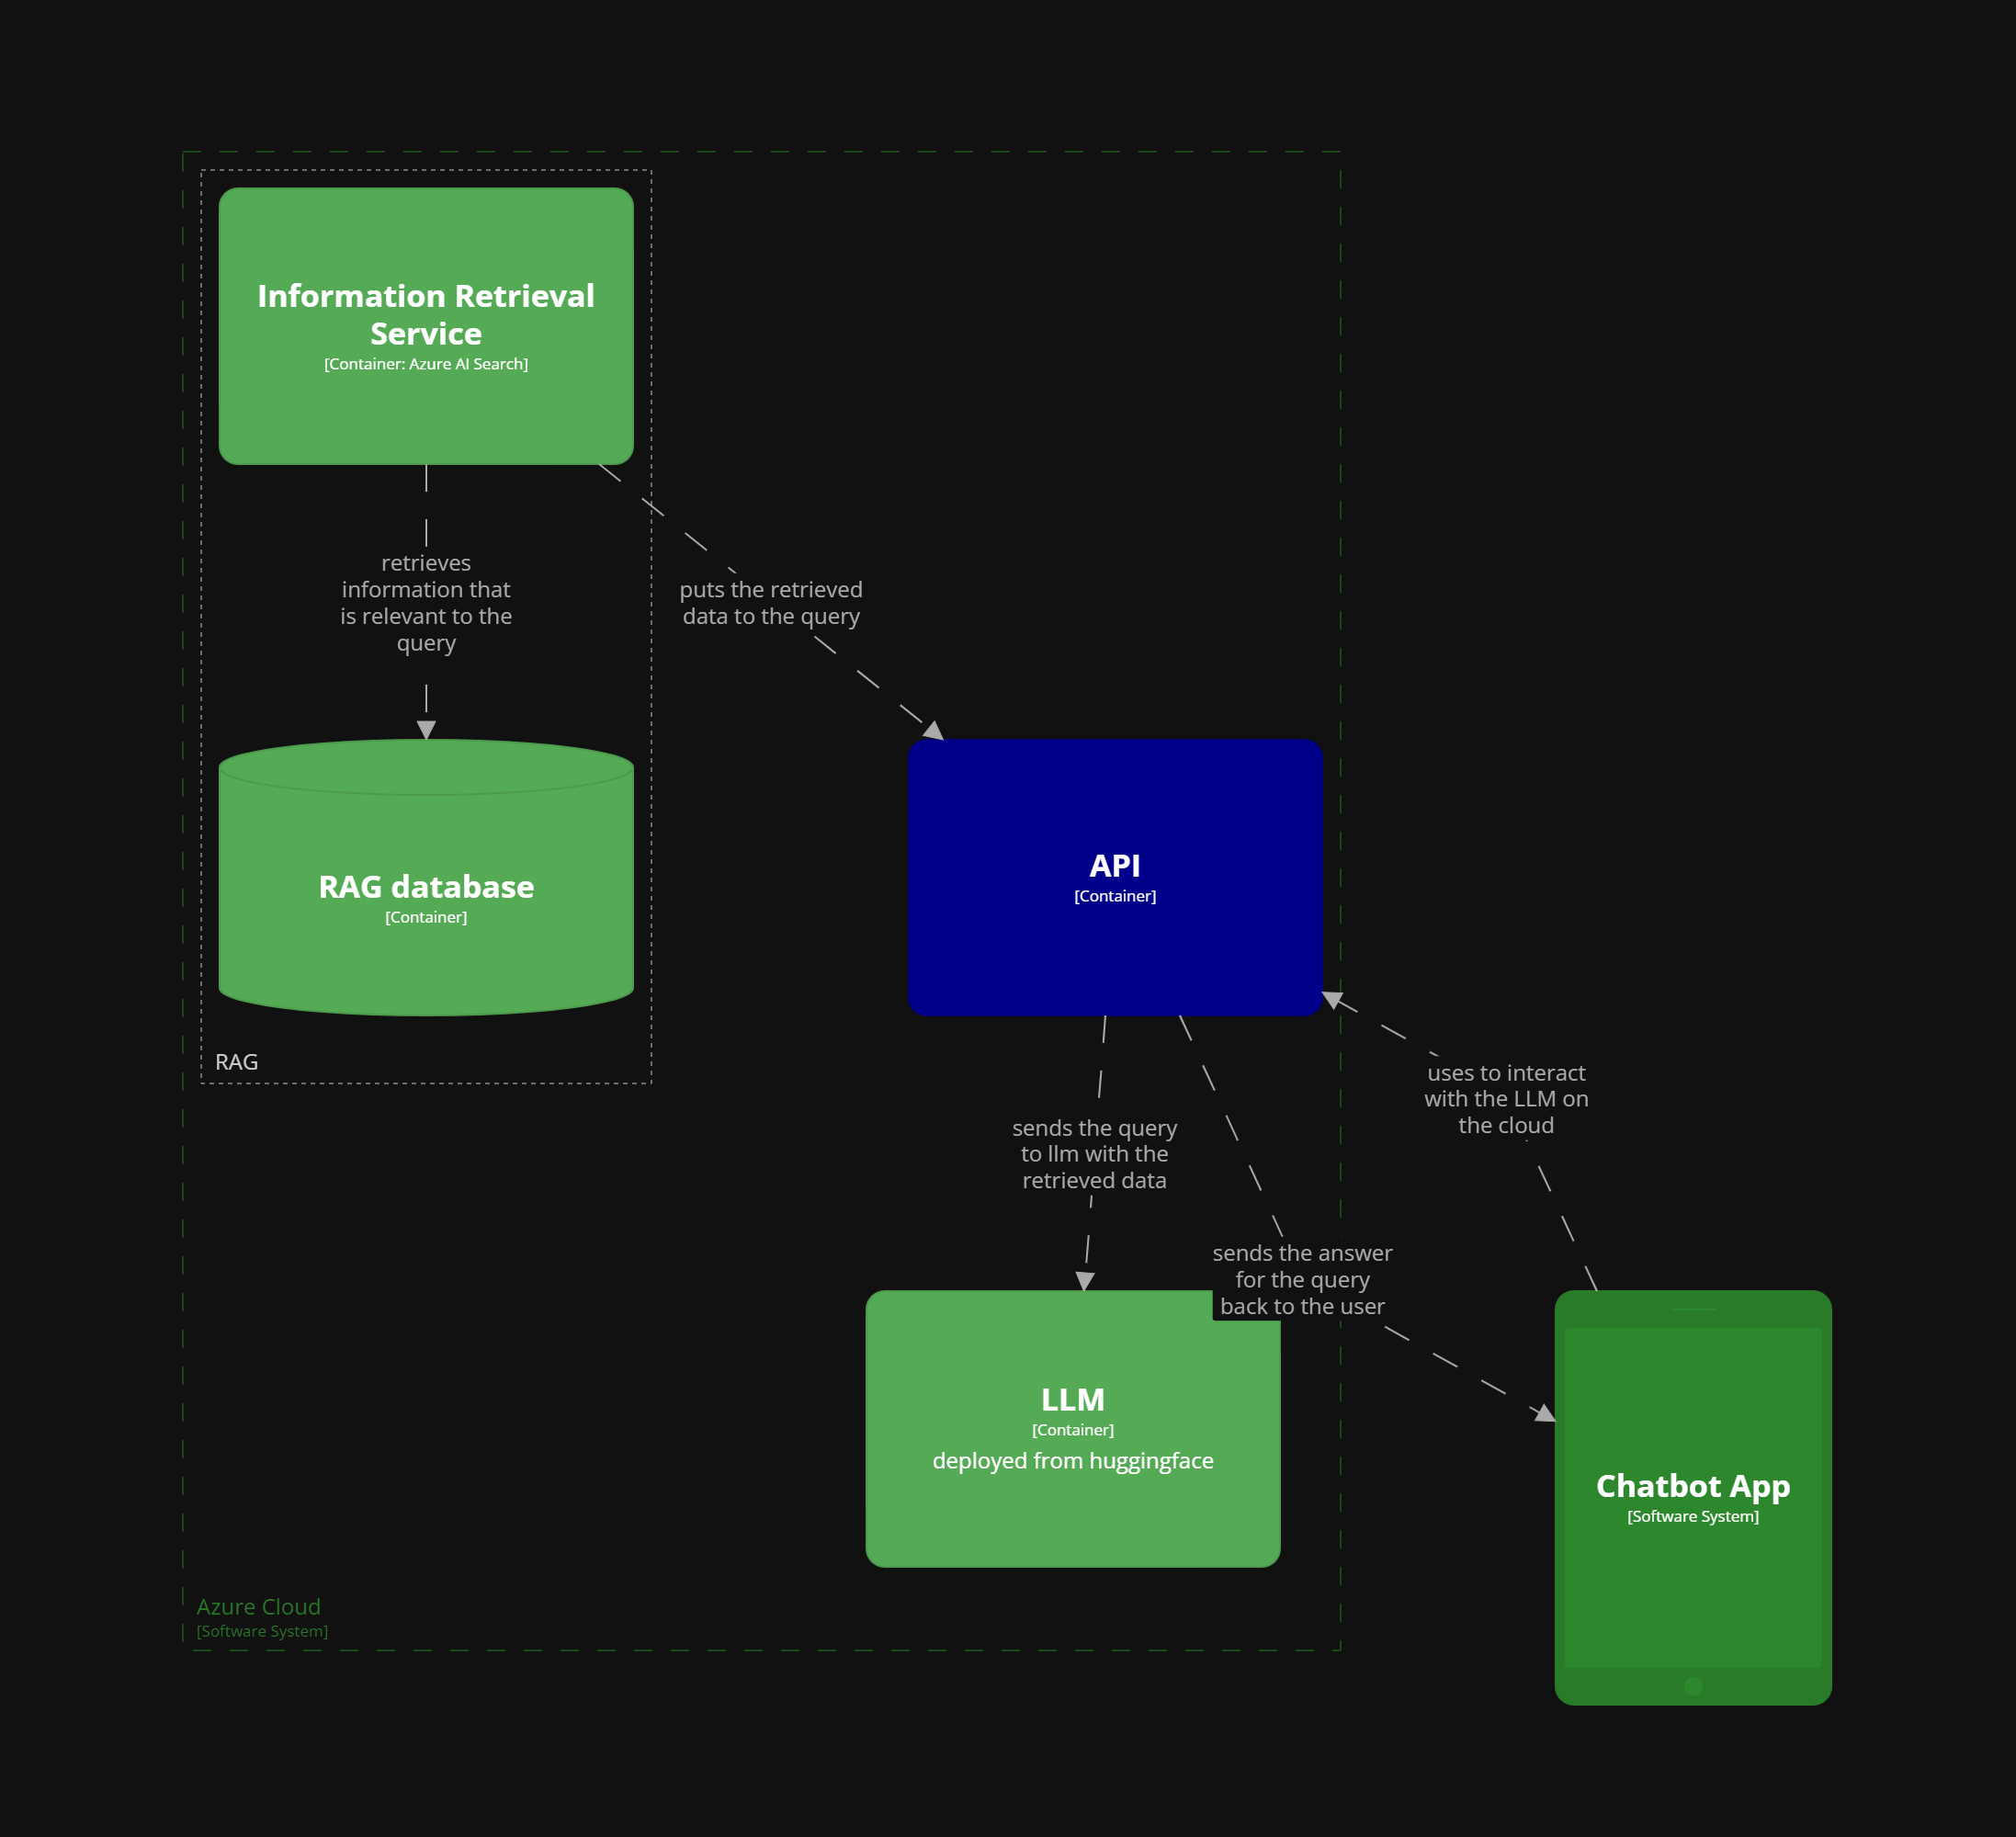 Information Retrieval
Service
[Container: Azure AI Search]
retrieves
information that
is relevant to the
query
puts the retrieved
data to the query
RAG database
[Container]
RAG
API
[Container]
uses to interact
with the LLM on
the cloud
sends the query
to llm with the
retrieved data
sends the answer
for the query
back to the user
LLM
[Container]
deployed from huggingface
Chatbot App
[Software System]
Azure Cloud
[Software System]